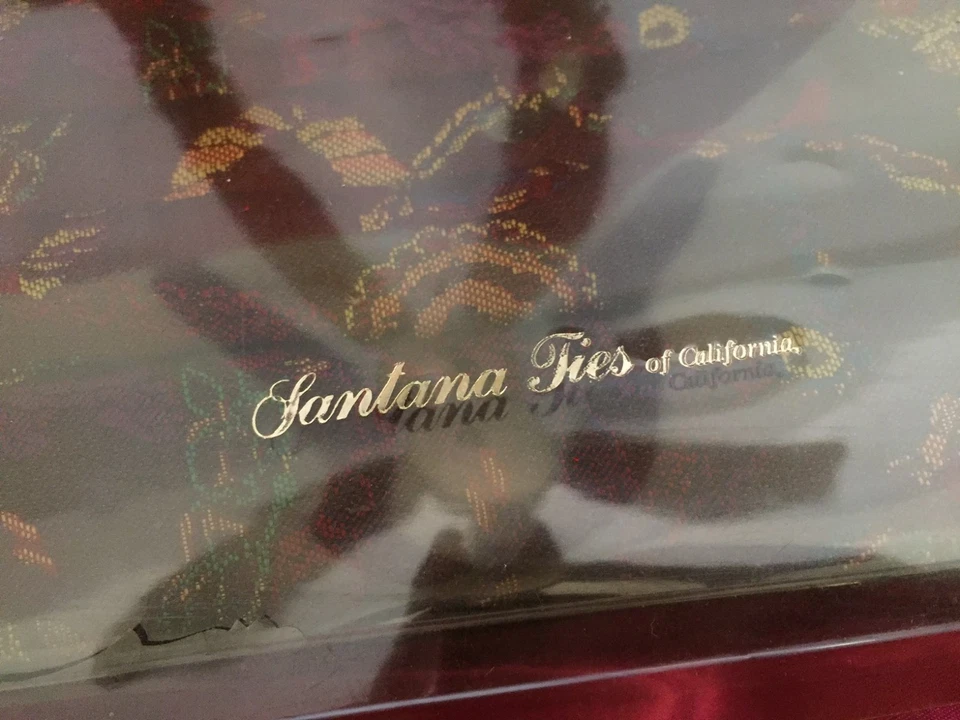 Santana Ties of California,